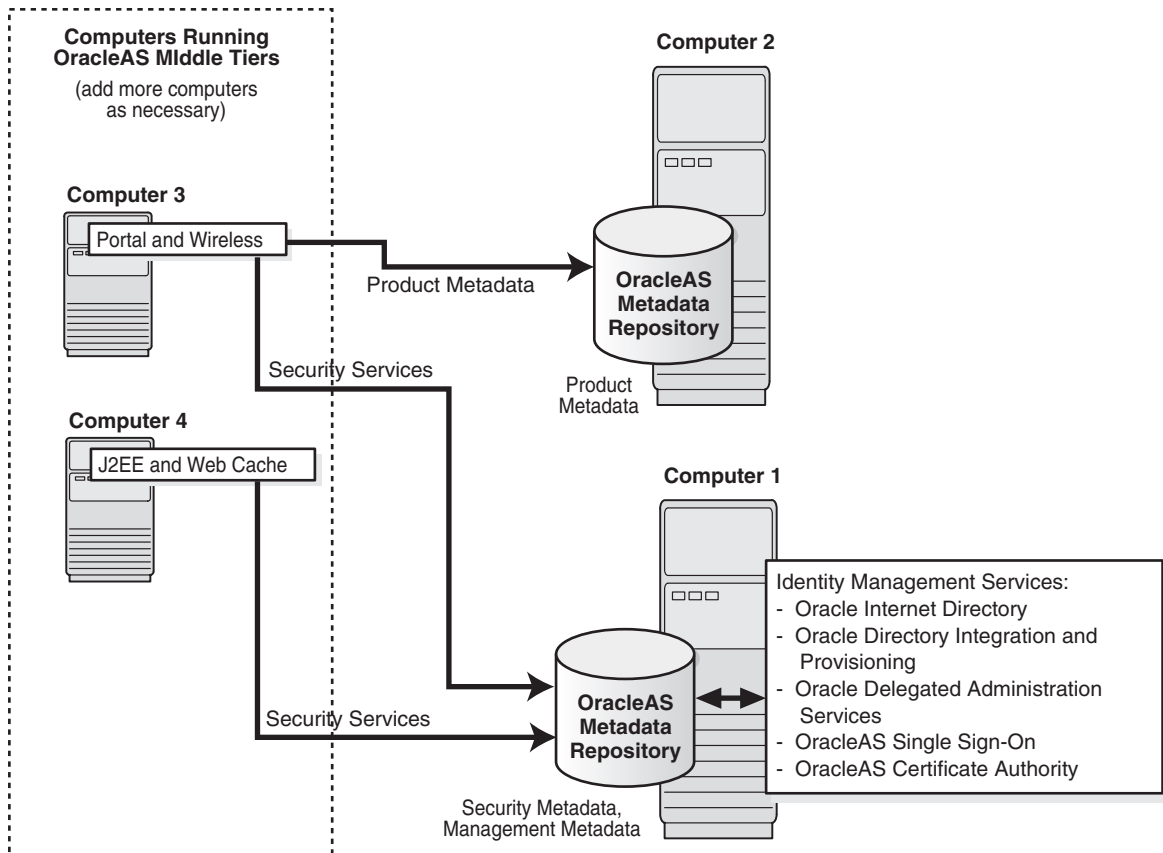 Computers Running
OracleAS MIddle Tiers
(add more computers
as necessary)
Computer 2
Computer 3
Portal and Wireless
Product Metadata
OracleAS
Metadata
Repository
Security Services
Product
Metadata
Computer 4
J2EE and Web Cache
Computer 1
Identity Management Services:
- Oracle Internet Directory
- Oracle Directory Integration and
Provisioning
- Oracle Delegated Administration
Services
- OracleAS Single Sign-On
- OracleAS Certificate Authority
OracleAS
Metadata
Repository
Security Services
Security Metadata,
Management Metadata